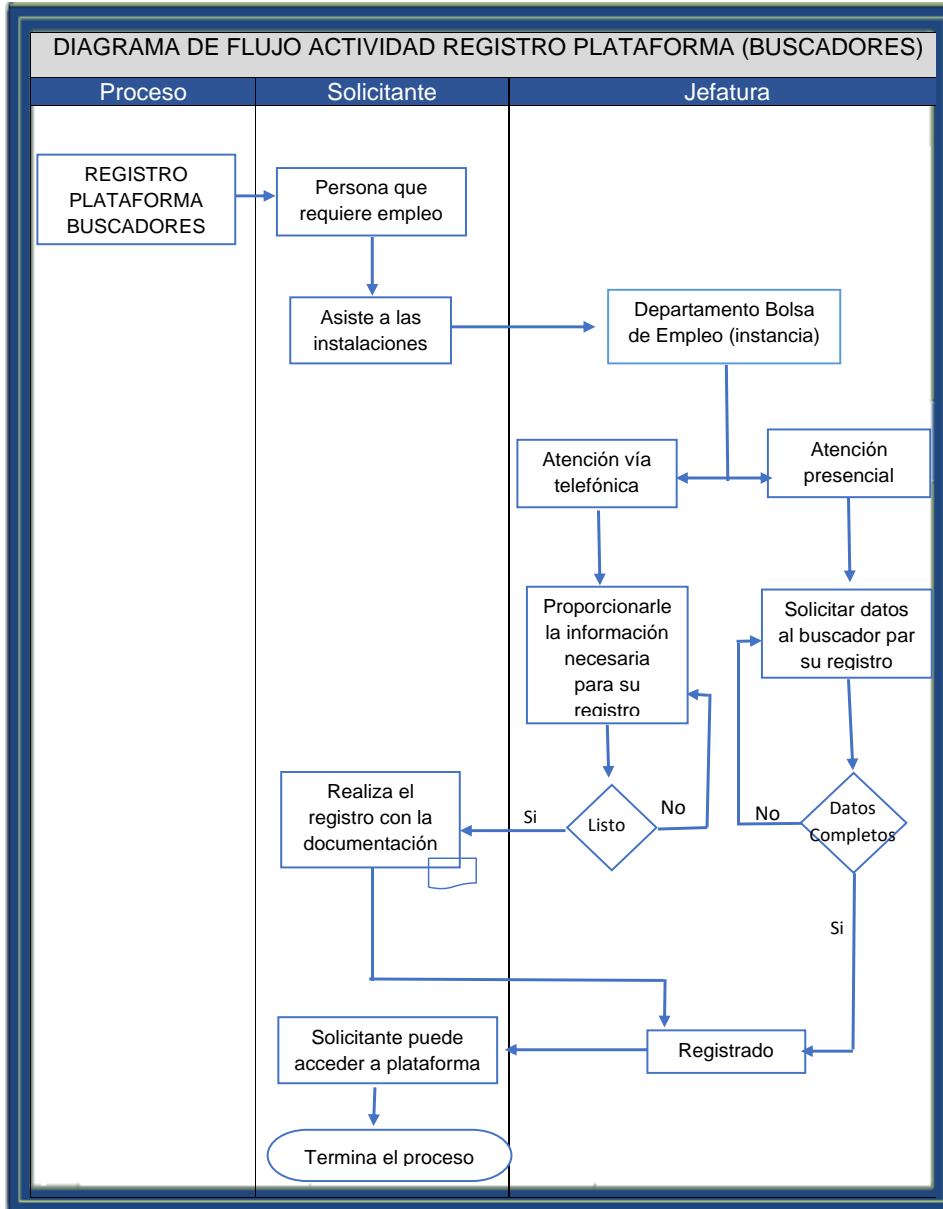 DIAGRAMA DE FLUJO ACTIVIDAD REGISTRO PLATAFORMA (BUSCADORES)
Proceso
Solicitante
Jefatura
REGISTRO
PLATAFORMA
BUSCADORES
Persona que
requiere empleo
Asiste a las
instalaciones
Departamento Bolsa
de Empleo (instancia)
Atención vía
telefónica
Atención
presencial
Proporcionarle
la información
necesaria
para su
registro
Solicitar datos
al buscador par
su registro
Listo
Si
No
Datos
Completos
No
Si
Realiza el
registro con la
documentación
Registrado
Solicitante puede
acceder a plataforma
Termina el proceso